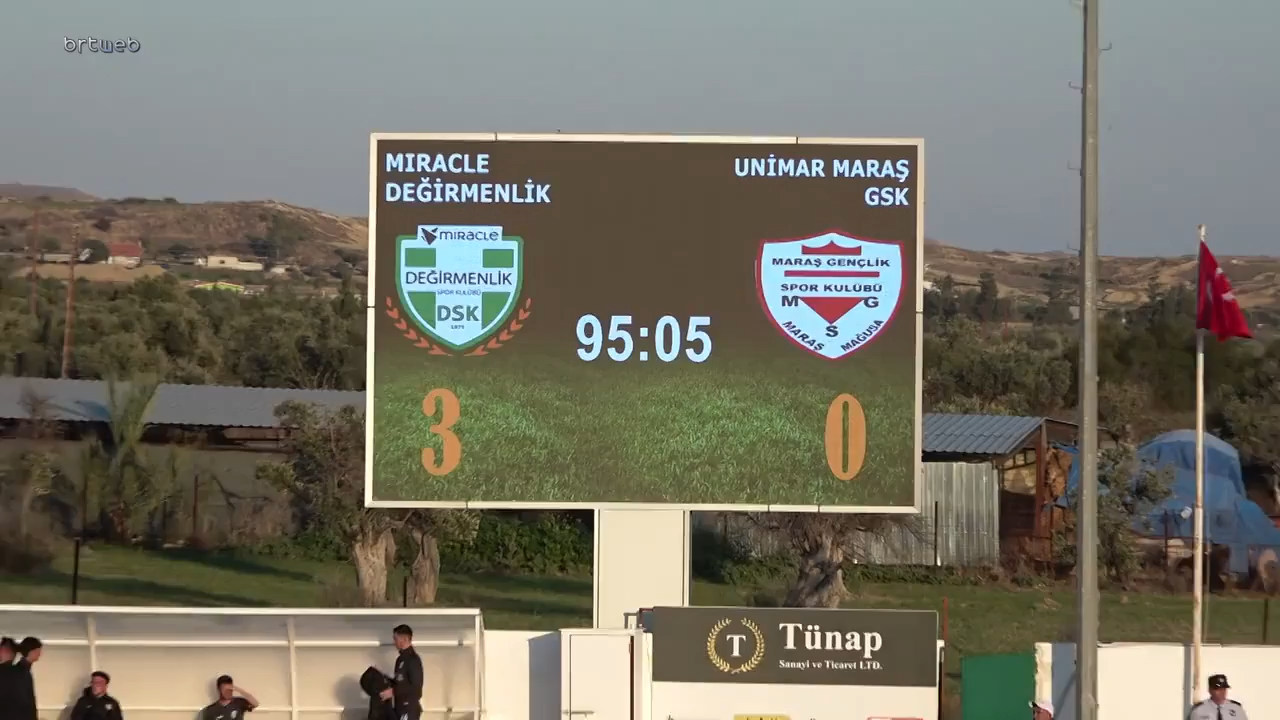 brtweb
MIRACLE
DEĞİRMENLİK
UNİMAR MARAŞ
GSK
miracle
DEĞİRMENLİK
SPOR KULÜBÜ
DSK
MARAŞ GENÇLİK
SPOR KULÜBÜ
M G
S
MARAŞ MAĞUSA
95:05
3 0
T
Tünap
Sanayi ve Ticaret LTD.